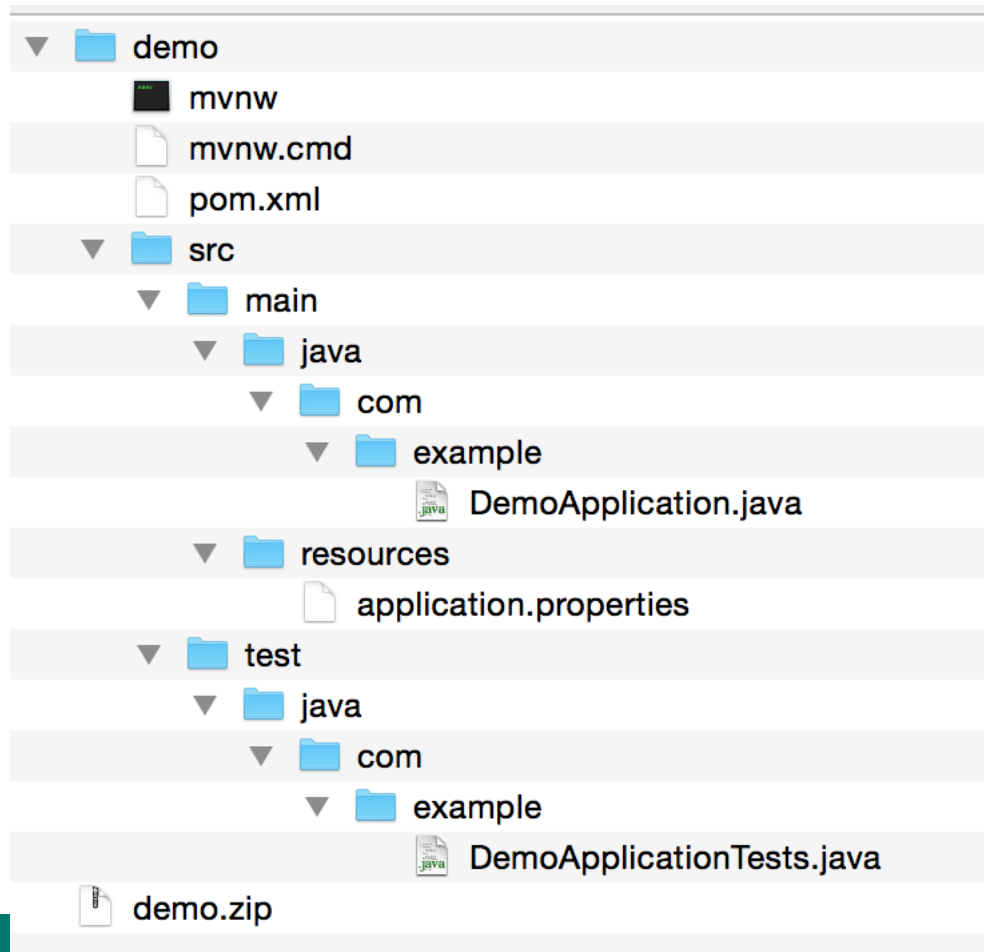 demo
mvnw
mvnw.cmd
pom.xml
src
main
java
com
example
DemoApplication.java
resources
application.properties
test
java
com
example
DemoApplicationTests.java
demo.zip